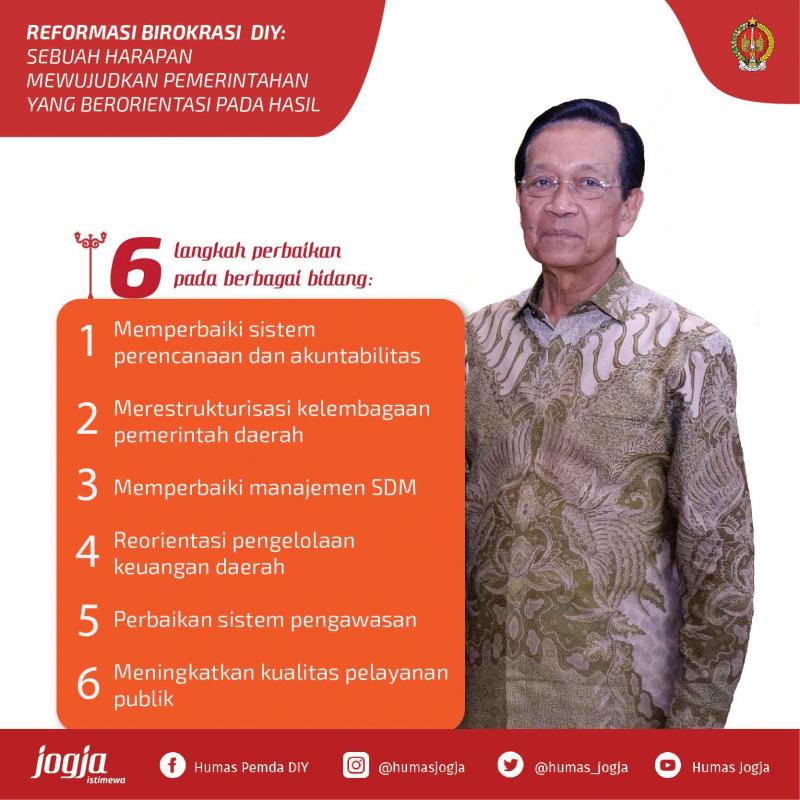 REFORMASI BIROKRASI DIY:
SEBUAH HARAPAN
MEWUJUDKAN PEMERINTAHAN
YANG BERORIENTASI PADA HASIL
6 langkah perbaikan
pada berbagai bidang:
1 Memperbaiki sistem
perencanaan dan akuntabilitas
2 Merestrukturisasi kelembagaan
pemerintah daerah
3 Memperbaiki manajemen SDM
4 Reorientasi pengelolaan
keuangan daerah
5 Perbaikan sistem pengawasan
6 Meningkatkan kualitas pelayanan
publik
jogja
istimewa
Humas Pemda DIY
@humasjogja
@humas_jogja
Humas Jogja